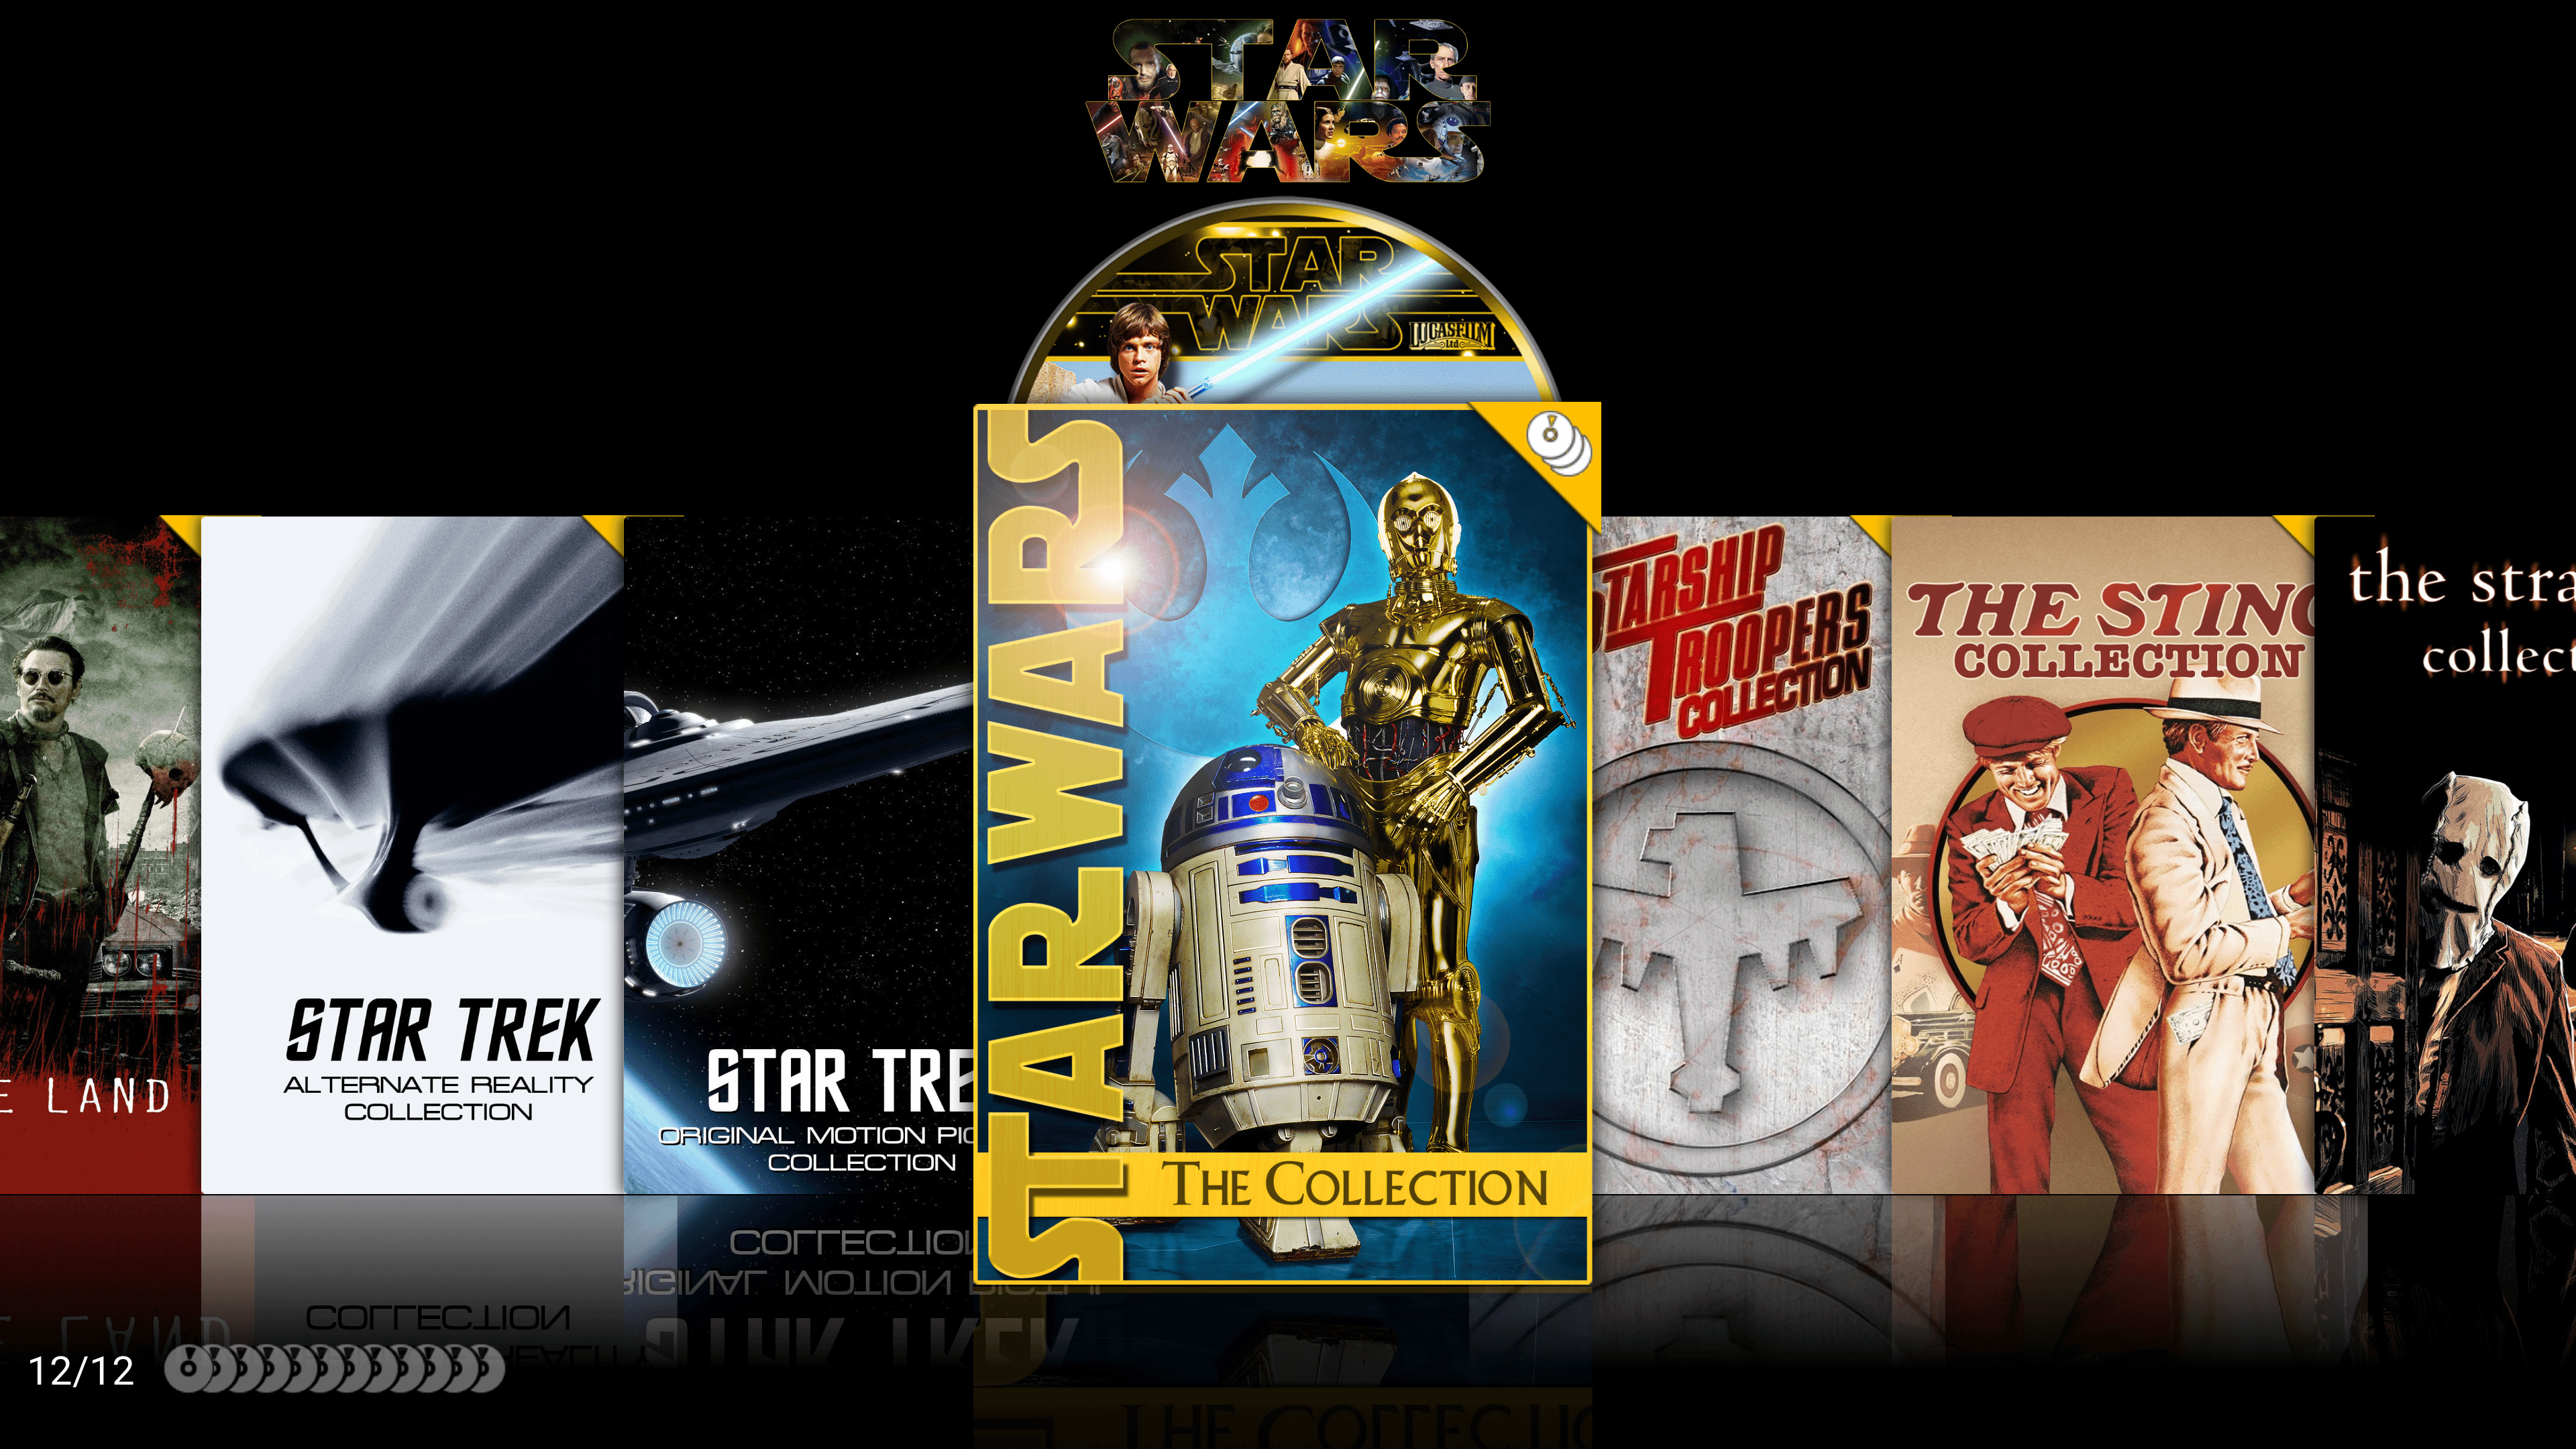 STAR
WARS
STAR
WARS
LUCASFILM
Ltd
STAR WARS
THE COLLECTION
E LAND
STAR TREK
ALTERNATE REALITY
COLLECTION
STAR TRE
ORIGINAL MOTION PIC
COLLECTION
STARSHIP
TROOPERS
COLLECTION
THE STING
COLLECTION
the stra
collect
12/12